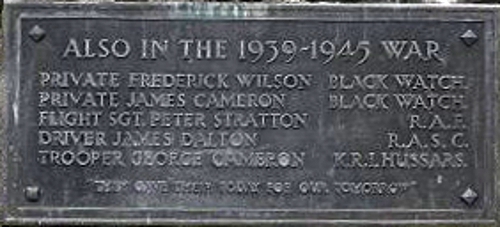 ALSO IN THE 1939-1945 WAR
PRIVATE FREDERICK WILSON BLACK WATCH.
PRIVATE JAMES CAMERON BLACK WATCH.
FLIGHT SGT. PETER STRATTON R.A.F.
DRIVER JAMES DALTON R.A.S.C.
TROOPER GEORGE CAMERON K.R.I.HUSSARS.
"THEY GAVE THEIR TODAY FOR OUR TOMORROW"